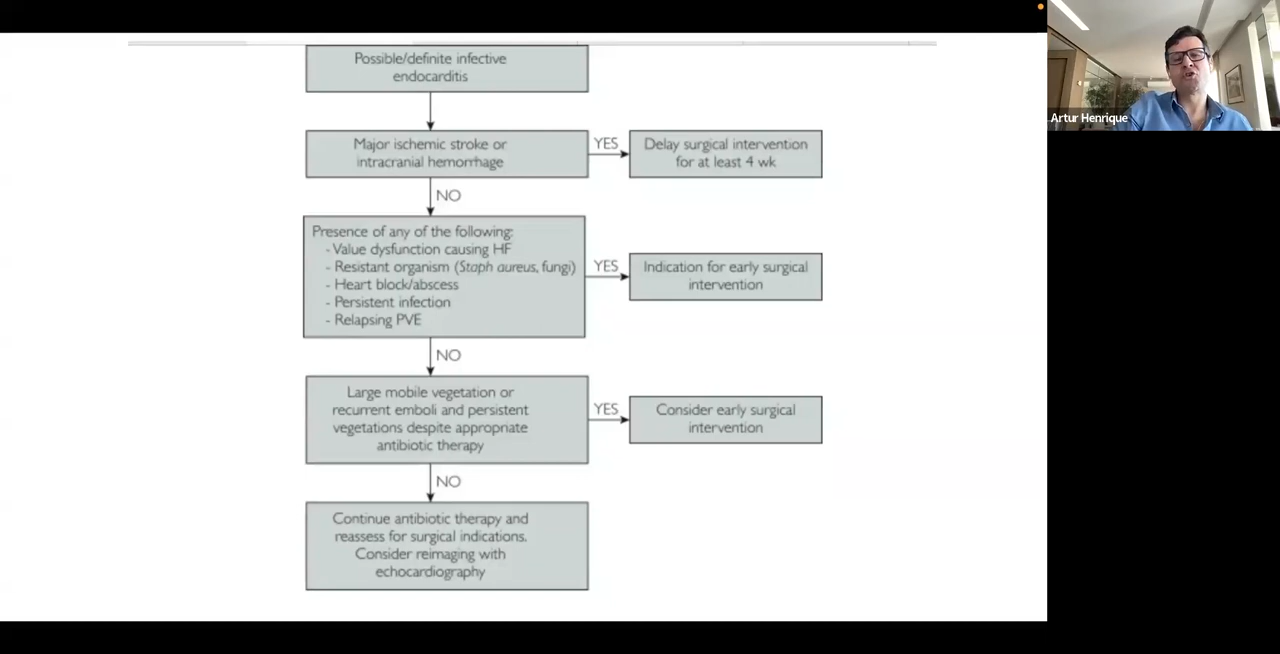 Possible/definite infective
endocarditis
Major ischemic stroke or
intracranial hemorrhage
YES
Delay surgical intervention
for at least 4 wk
NO
Presence of any of the following:
- Value dysfunction causing HF
- Resistant organism (Staph aureus, fungi)
- Heart block/abscess
- Persistent infection
- Relapsing PVE
YES
Indication for early surgical
intervention
NO
Large mobile vegetation or
recurrent emboli and persistent
vegetations despite appropriate
antibiotic therapy
YES
Consider early surgical
intervention
NO
Continue antibiotic therapy and
reassess for surgical indications.
Consider reimaging with
echocardiography
Artur Henrique